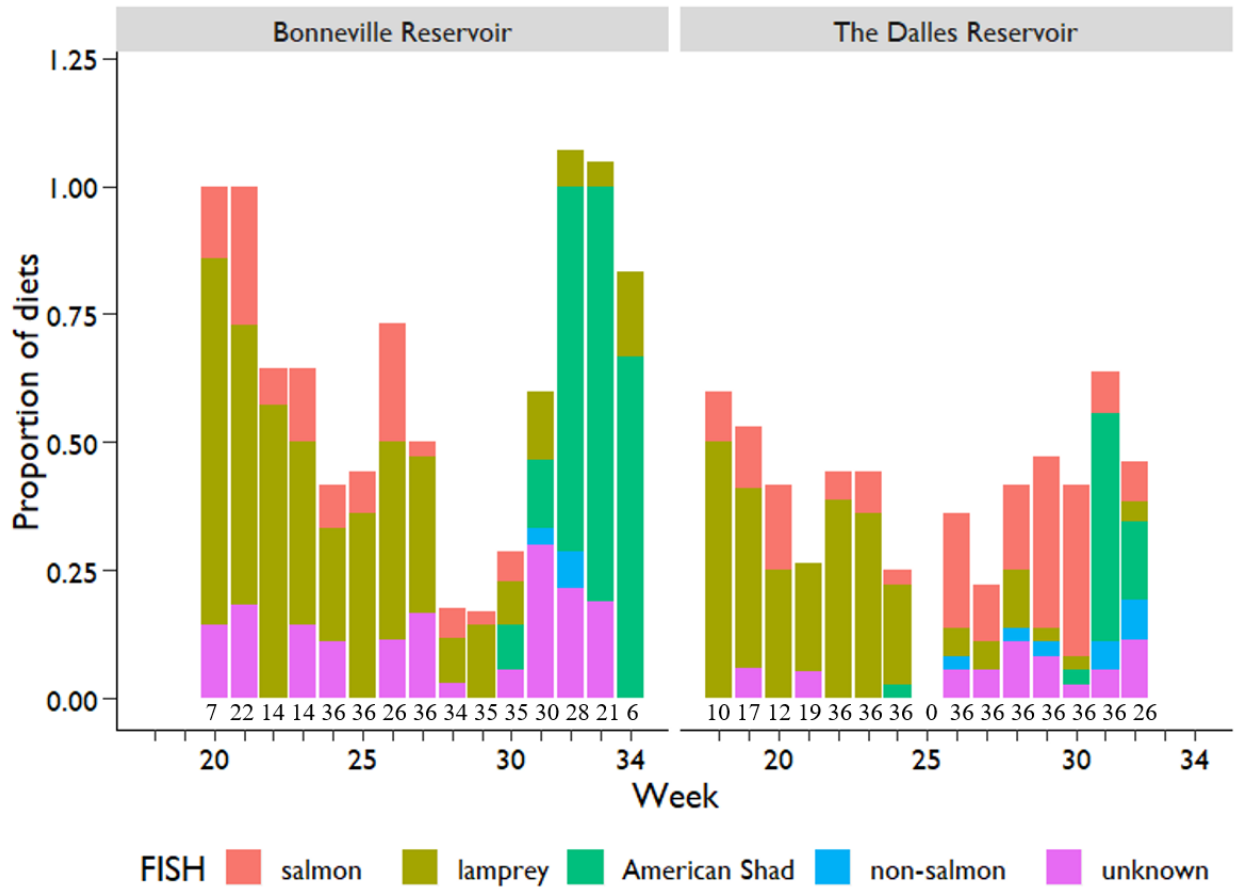 Bonneville Reservoir
The Dalles Reservoir
1.25
1.00
0.75
0.50
0.25
0.00
Proportion of diets
7 22 14 14 36 36 26 36 34 35 35 30 28 21 6
10 17 12 19 36 36 36 0 36 36 36 36 36 36 26
20 25 30 34
20 25 30 34
Week
FISH salmon lamprey American Shad non-salmon unknown